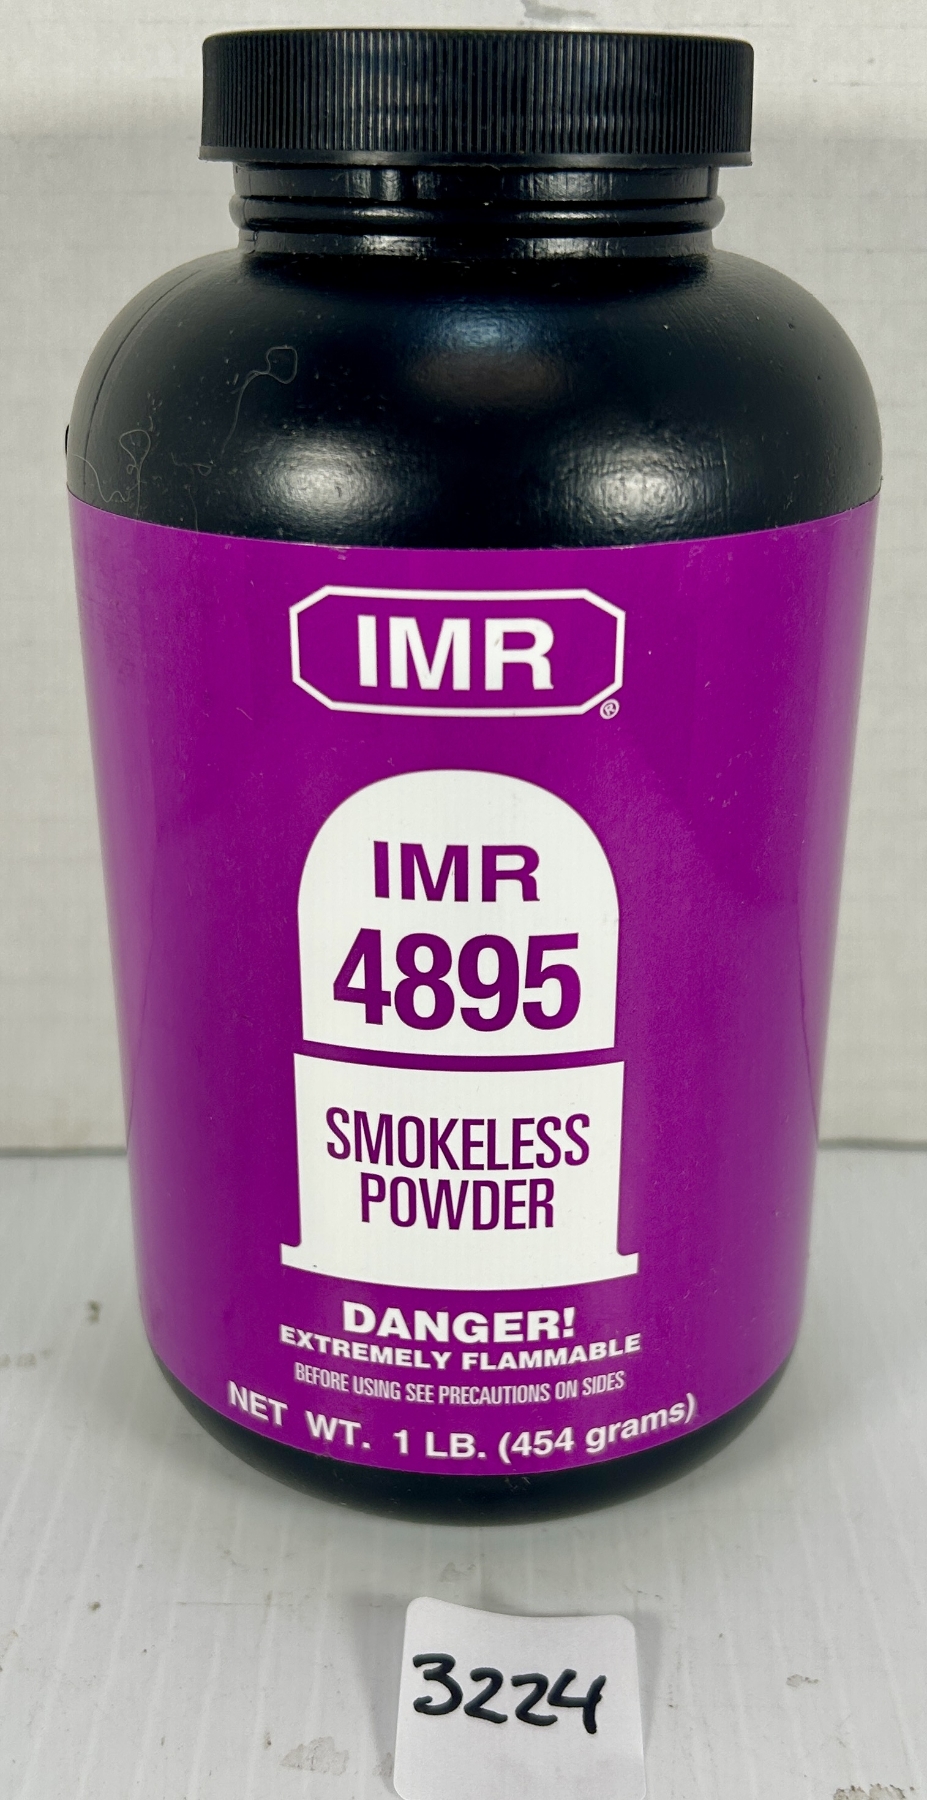 IMR®
IMR
4895
SMOKELESS
POWDER
DANGER!
EXTREMELY FLAMMABLE
BEFORE USING SEE PRECAUTIONS ON SIDES
NET WT. 1 LB. (454 grams)
3224